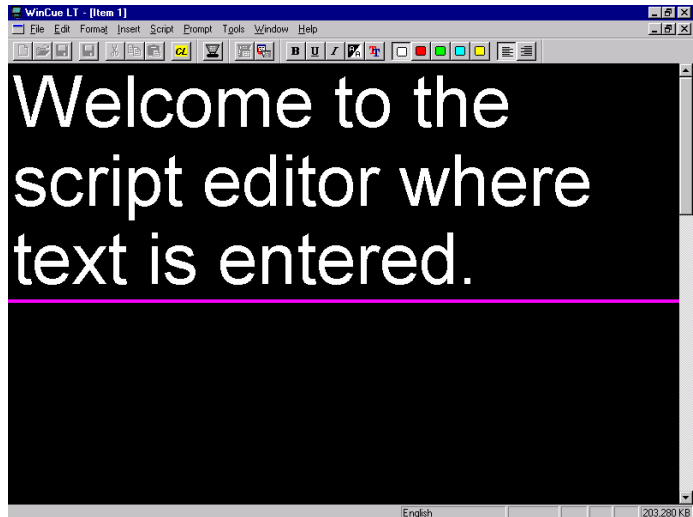 WinCue LT - [Item 1]
File Edit Format Insert Script Prompt Tools Window Help
CL B U I
Welcome to the
script editor where
text is entered.
English 203,280 KB